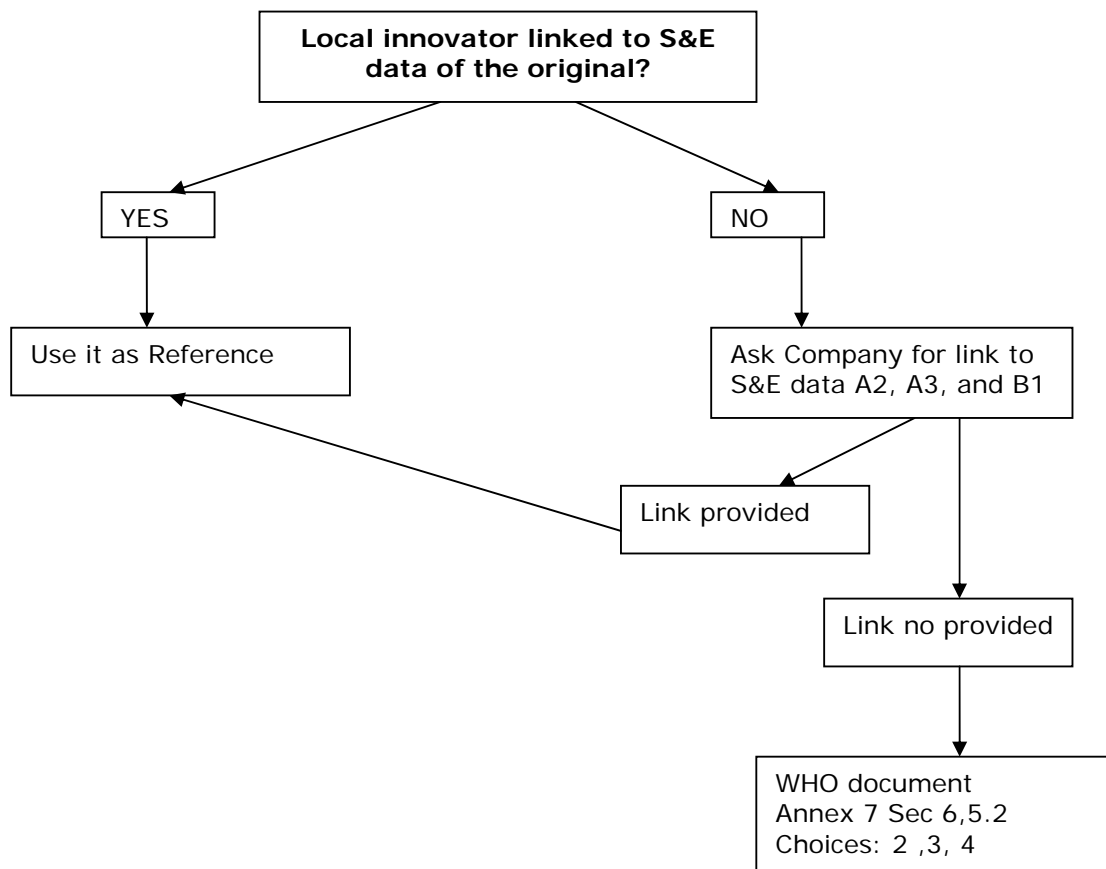 Local innovator linked to S&E
data of the original?
YES
NO
Use it as Reference
Ask Company for link to
S&E data A2, A3, and B1
Link provided
Link no provided
WHO document
Annex 7 Sec 6,5.2
Choices: 2 ,3, 4